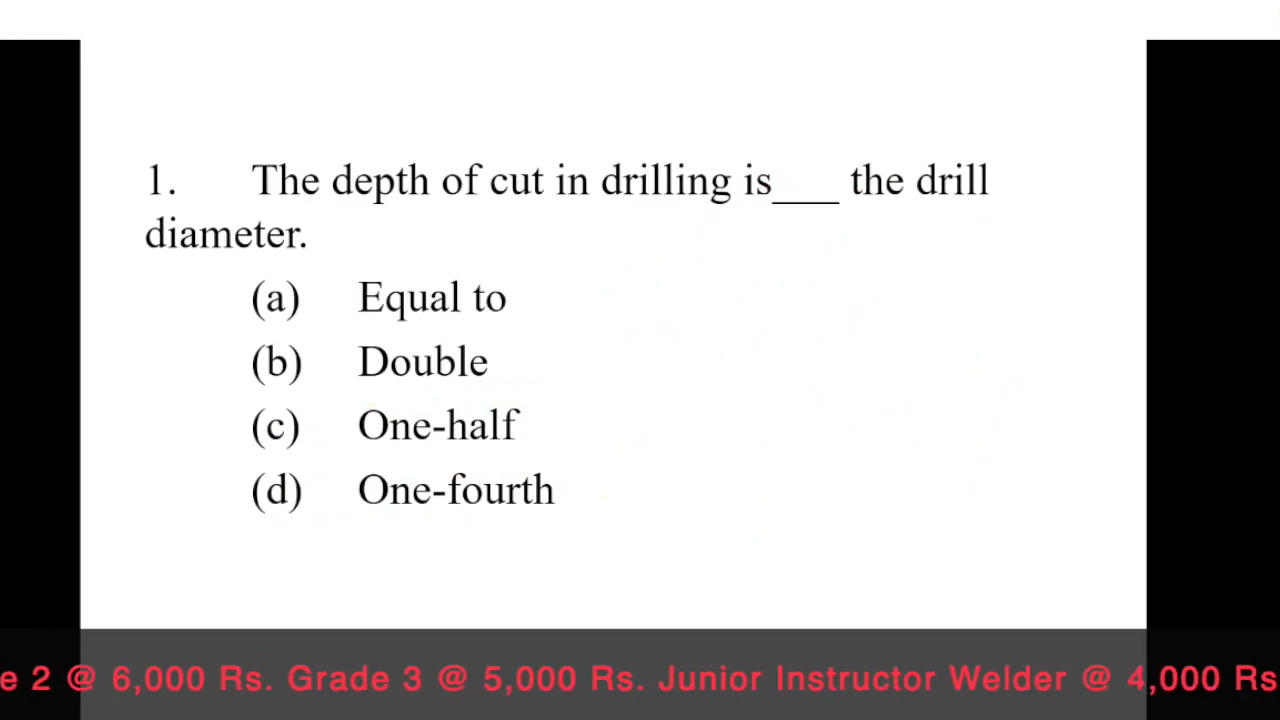 1. The depth of cut in drilling is___ the drill
diameter.
(a) Equal to
(b) Double
(c) One-half
(d) One-fourth
e 2 @ 6,000 Rs. Grade 3 @ 5,000 Rs. Junior Instructor Welder @ 4,000 Rs